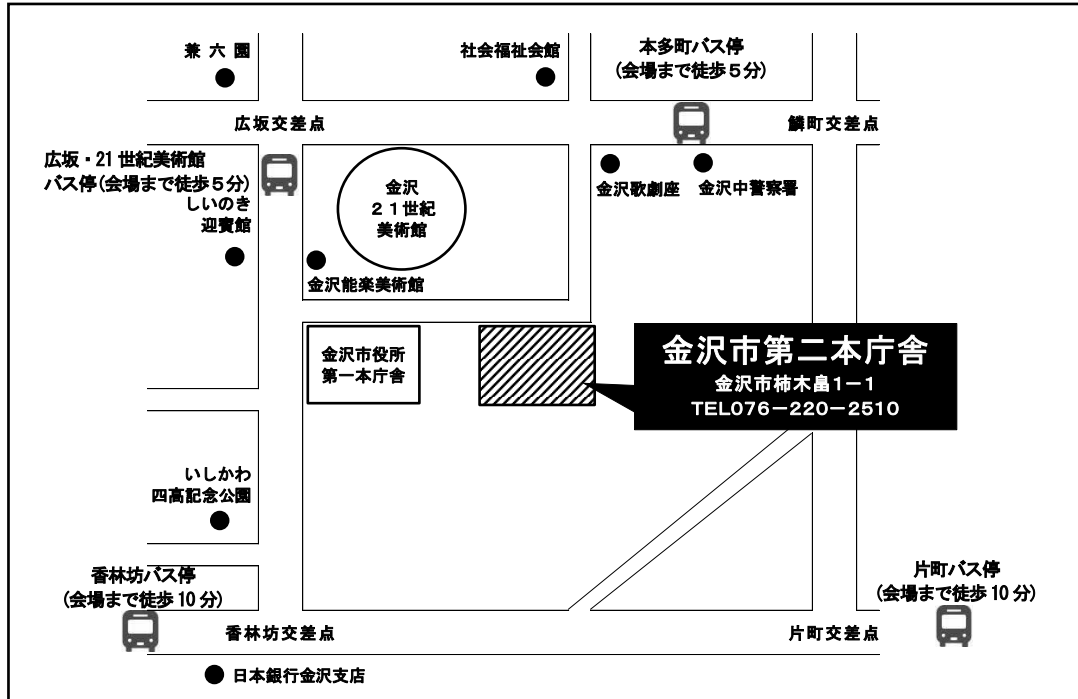 兼六園
社会福祉会館
本多町バス停
(会場まで徒歩5分)
広坂交差点
鱗町交差点
広坂・21世紀美術館
バス停(会場まで徒歩5分)
しいのき
迎賓館
金沢
２１世紀
美術館
金沢歌劇座
金沢中警察署
金沢能楽美術館
金沢市役所
第一本庁舎
金沢市第二本庁舎
金沢市柿木畠１−１
TEL076−220−2510
いしかわ
四高記念公園
香林坊バス停
(会場まで徒歩10分)
片町バス停
(会場まで徒歩10分)
香林坊交差点
片町交差点
日本銀行金沢支店